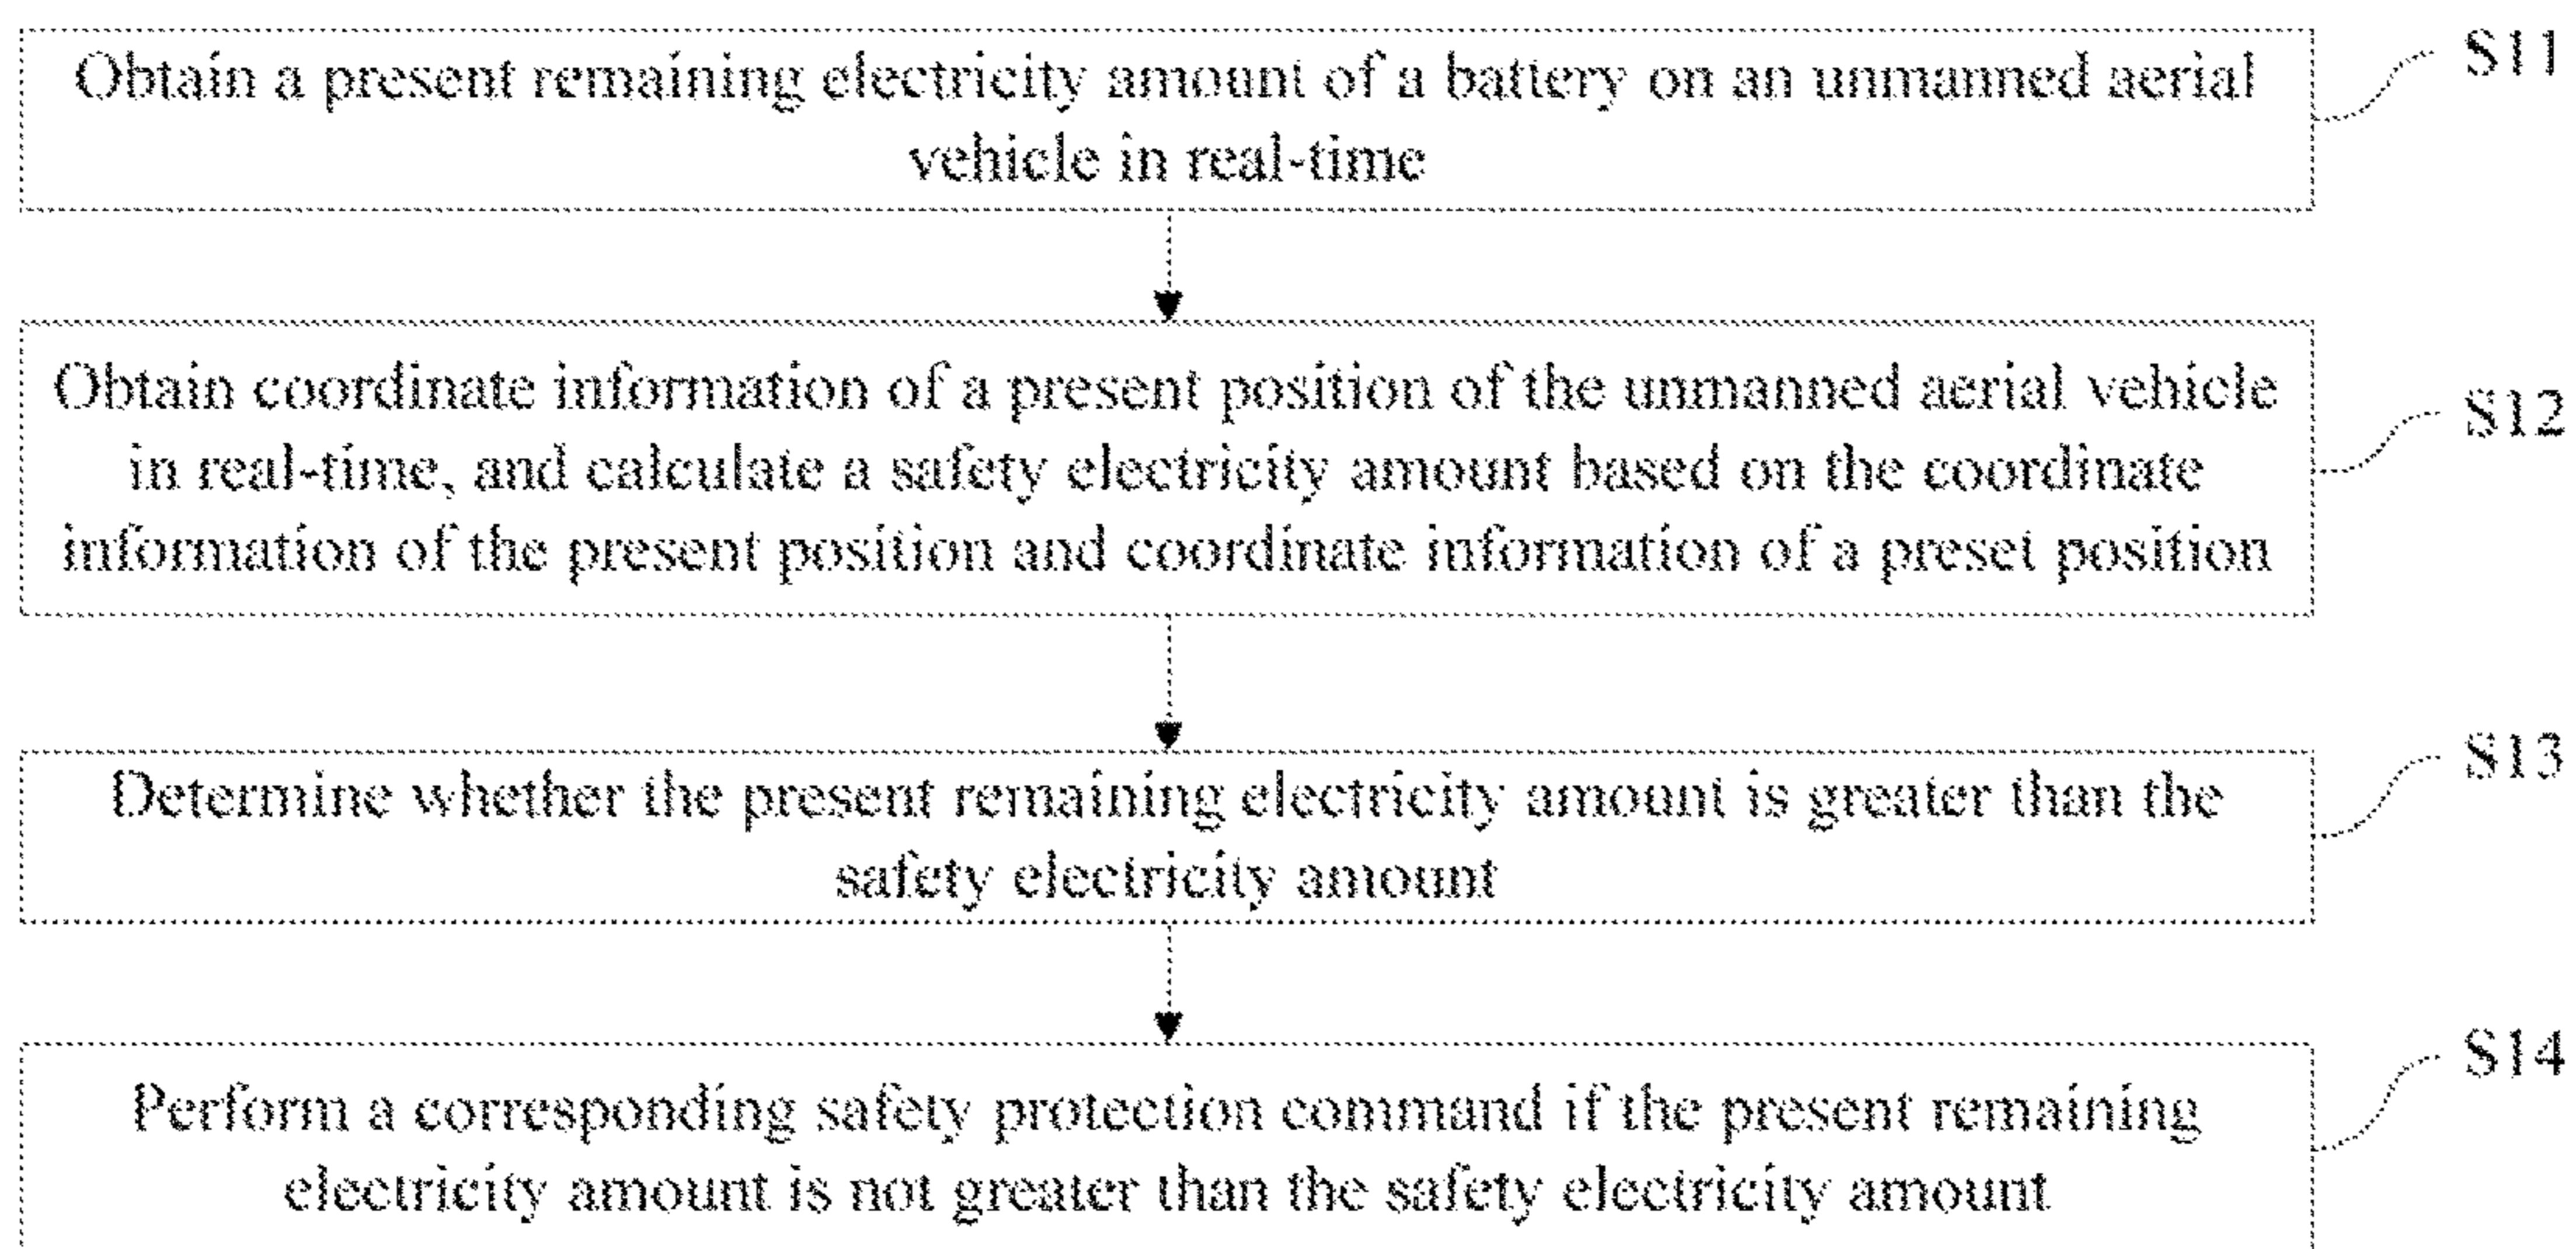 Obtain a present remaining electricity amount of a battery on an unmanned aerial
vehicle in real-time
S11
Obtain coordinate information of a present position of the unmanned aerial vehicle
in real-time, and calculate a safety electricity amount based on the coordinate
information of the present position and coordinate information of a preset position
S12
Determine whether the present remaining electricity amount is greater than the
safety electricity amount
S13
Perform a corresponding safety protection command if the present remaining
electricity amount is not greater than the safety electricity amount
S14